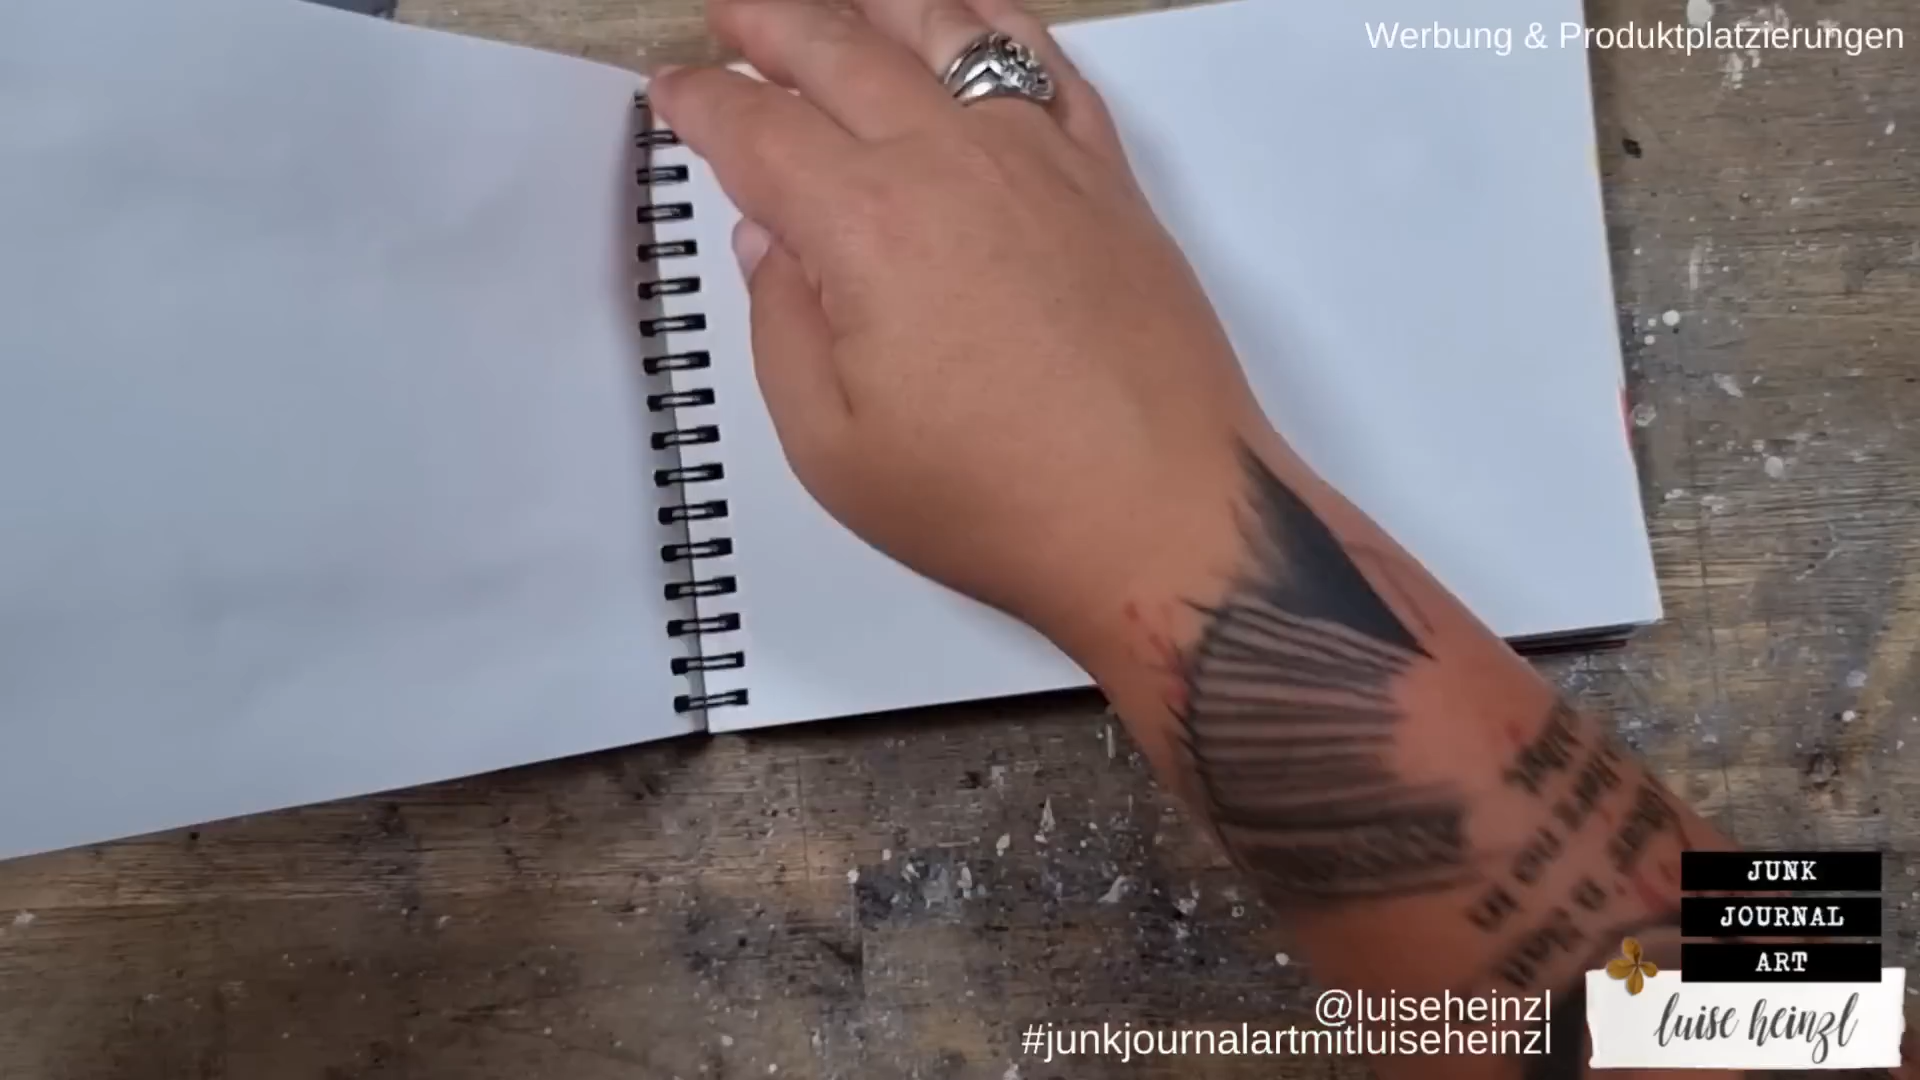 Werbung & Produktplatzierungen
JUNK
JOURNAL
ART
@luiseheinzl
#junkjournalartmitluiseheinzl
luise heinzl